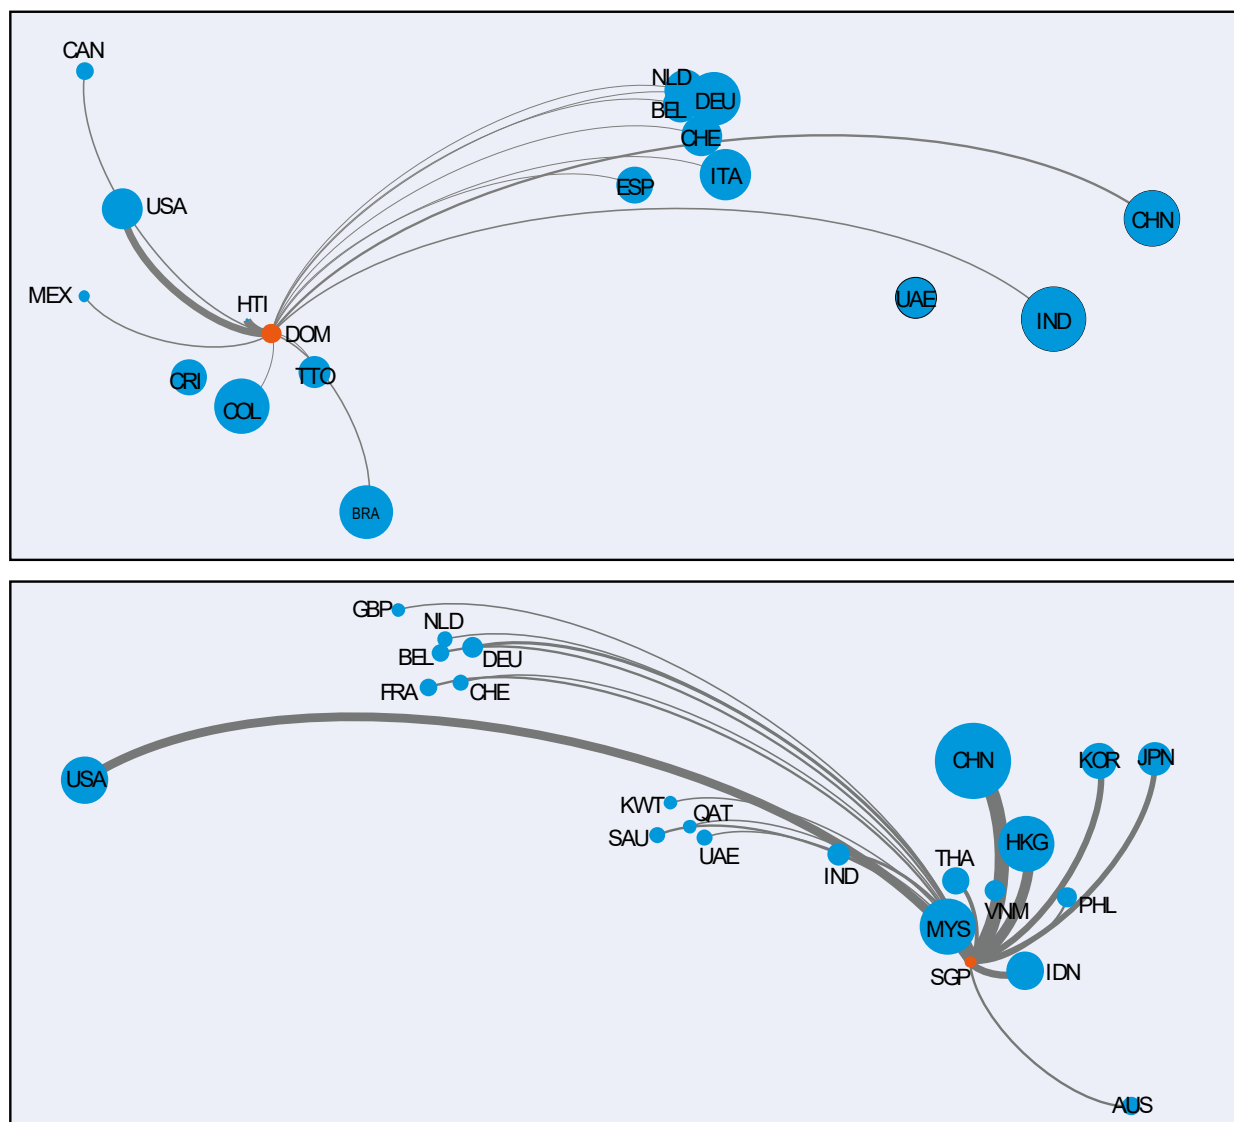 CAN
NLD
DEU
BEL
CHE
ITA
ESP
USA
CHN
MEX
HTI
UAE
IND
DOM
CRI
TTO
COL
BRA
GBP
NLD
BEL
DEU
FRA
CHE
USA
CHN
KOR
JPN
KWT
QAT
SAU
UAE
HKG
THA
IND
VNM
PHL
MYS
SGP
IDN
AUS